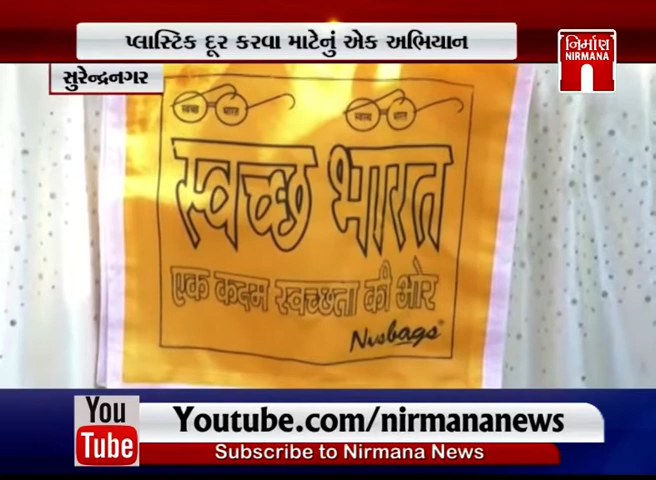 પ્લાસ્ટિક દૂર કરવા માટેનું એક અભિયાન
સુરેન્દ્રનગર
निर्माण
NIRMANA
स्वच्छ भारत
स्वच्छ भारत
स्वच्छ भारत
एक कदम स्वच्छता की ओर
Nusbags
You Tube
Youtube.com/nirmananews
Subscribe to Nirmana News